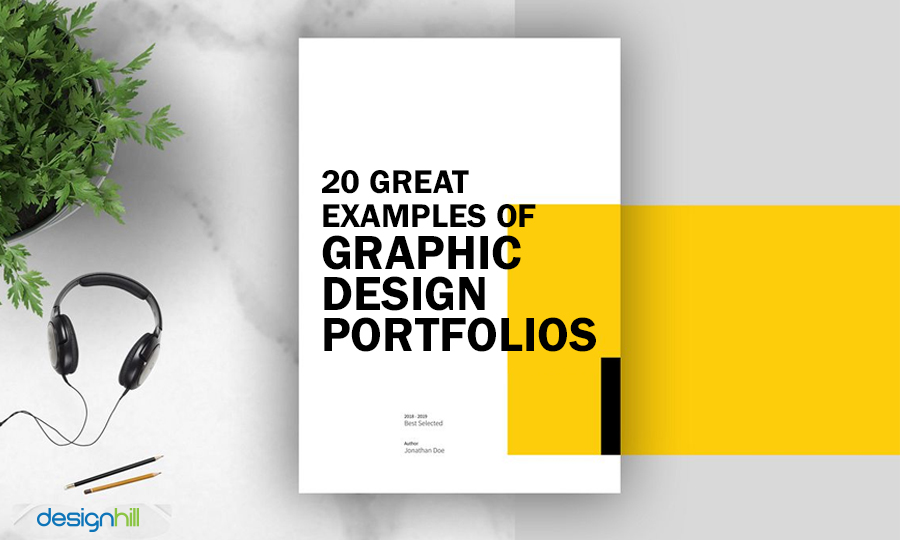 20 GREAT
EXAMPLES OF
GRAPHIC
DESIGN
PORTFOLIOS
2018 - 2019
Best Selected
Author
Jonathan Doe
designhill